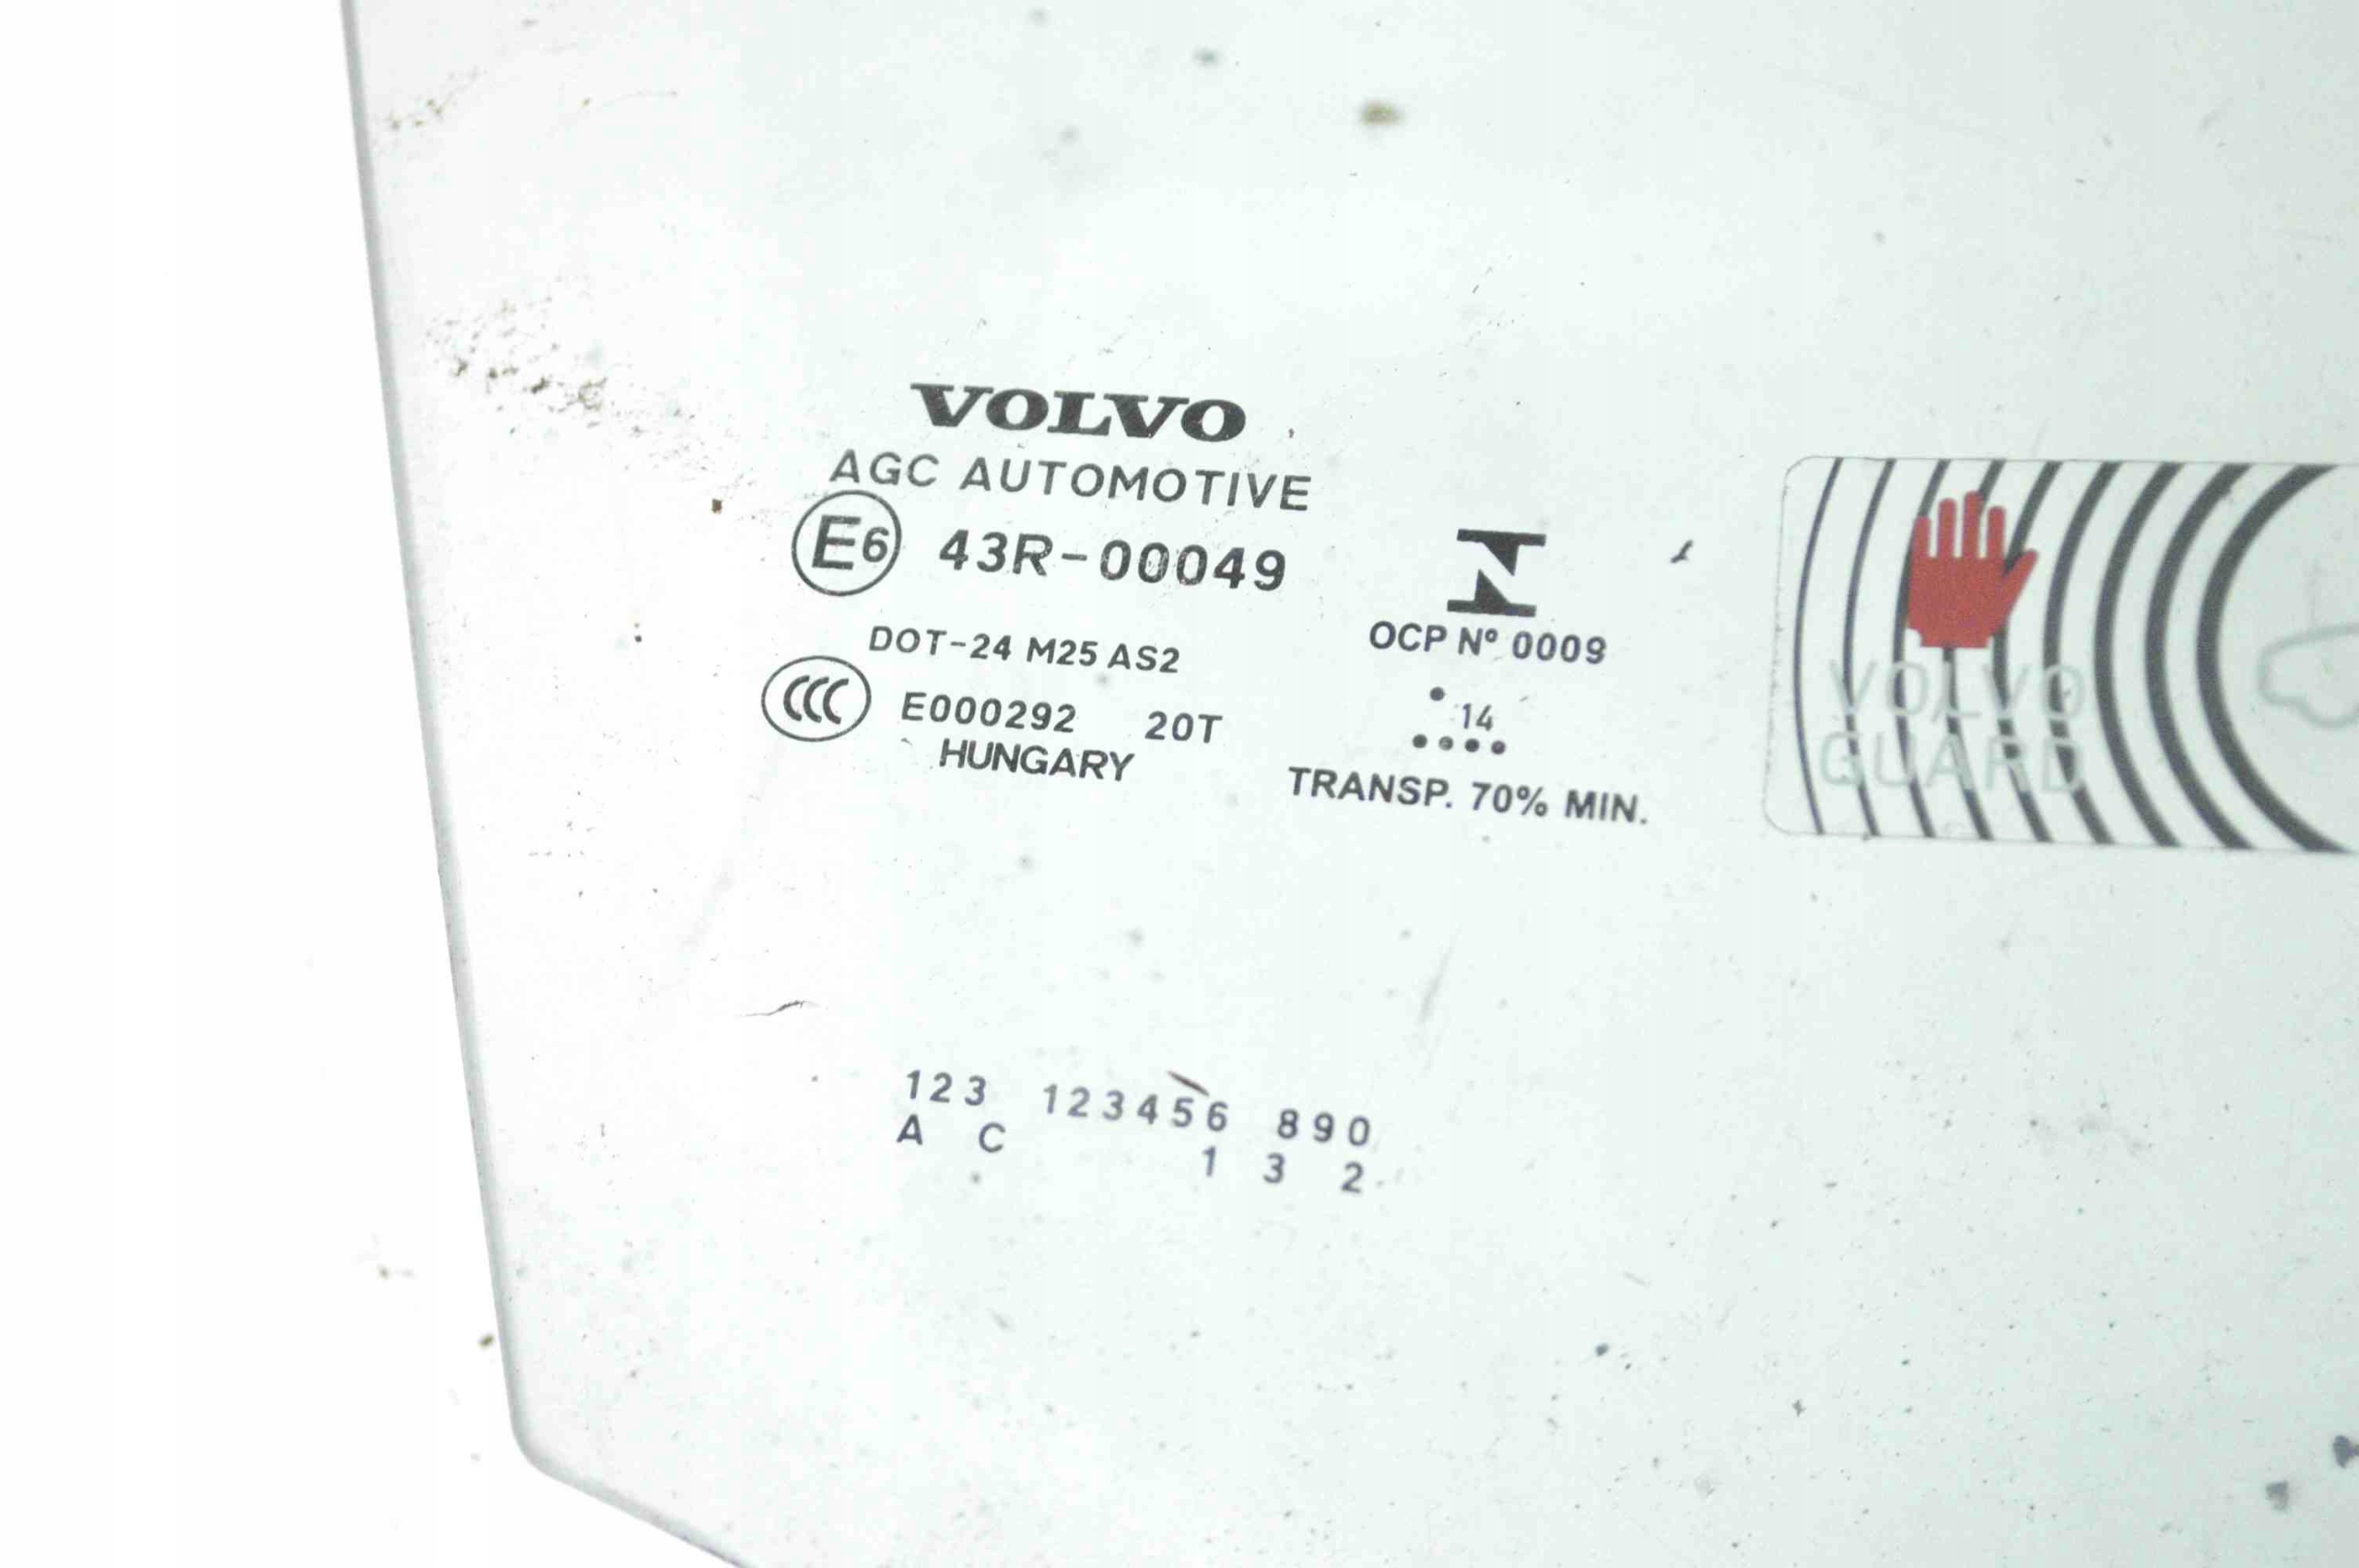 VOLVO
AGC AUTOMOTIVE
E6 43R-00049
DOT-24 M25 AS2
CCC E000292 20T
HUNGARY
OCP Nº 0009
. 14
....
TRANSP. 70% MIN.
VOLVO
GUARD
123 123456 890
A C 1 3 2